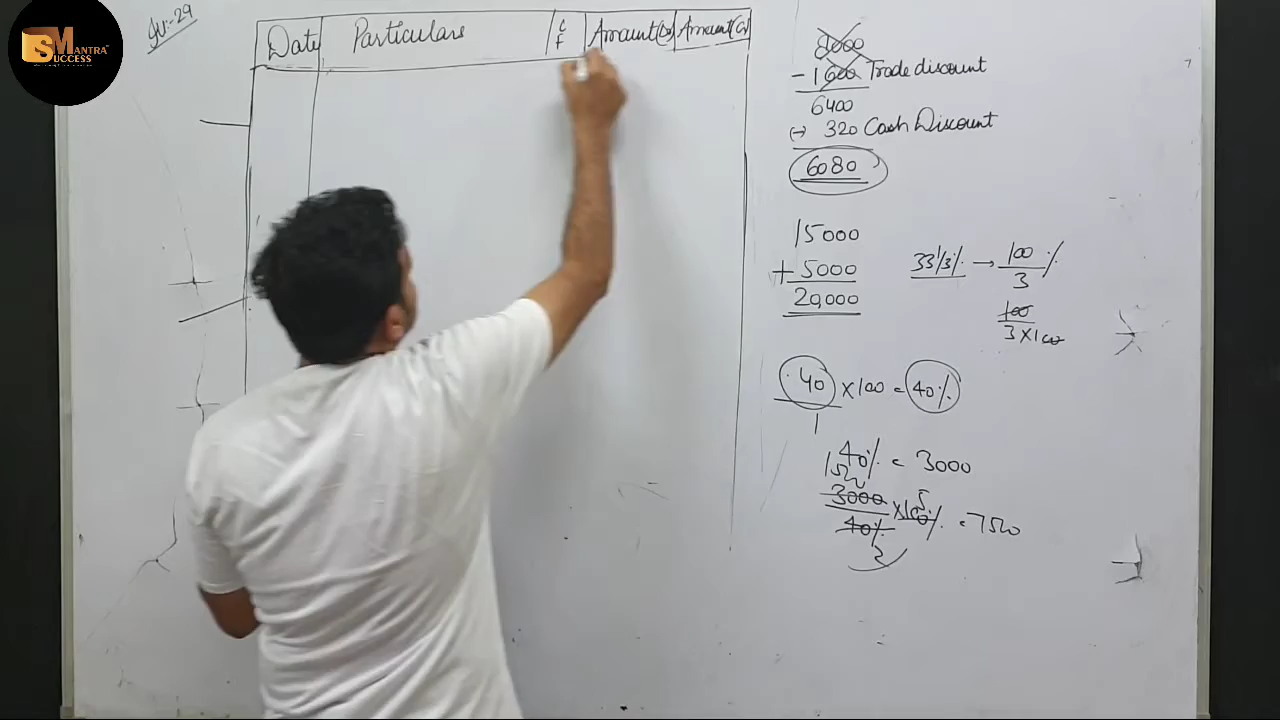 SUCCESS MANTRA
Date Particulars L F Amount(Dr) Amount(Cr)
8000
- 1600 Trade discount
6400
(-) 320 Cash Discount
6080
15000
+ 5000
20,000
33 1/3 % → 100 / 3 %
100 / 3 × 100
40 / 1 × 100 = 40%
40% = 3000
3000 / 40% × 100% = 7500